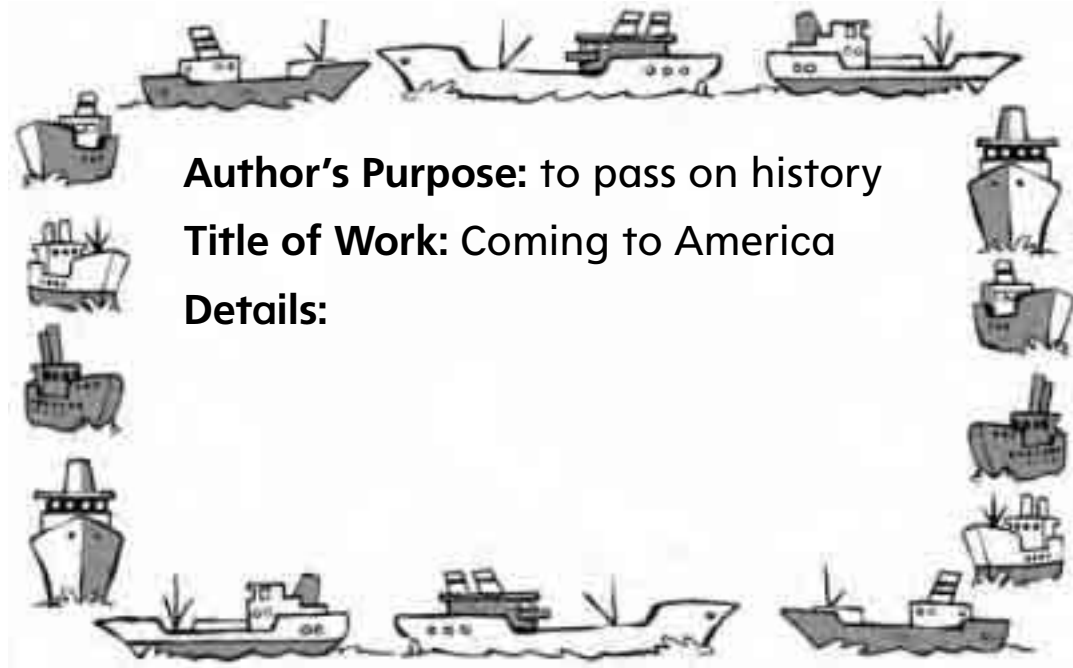 Author's Purpose: to pass on history
Title of Work: Coming to America
Details: